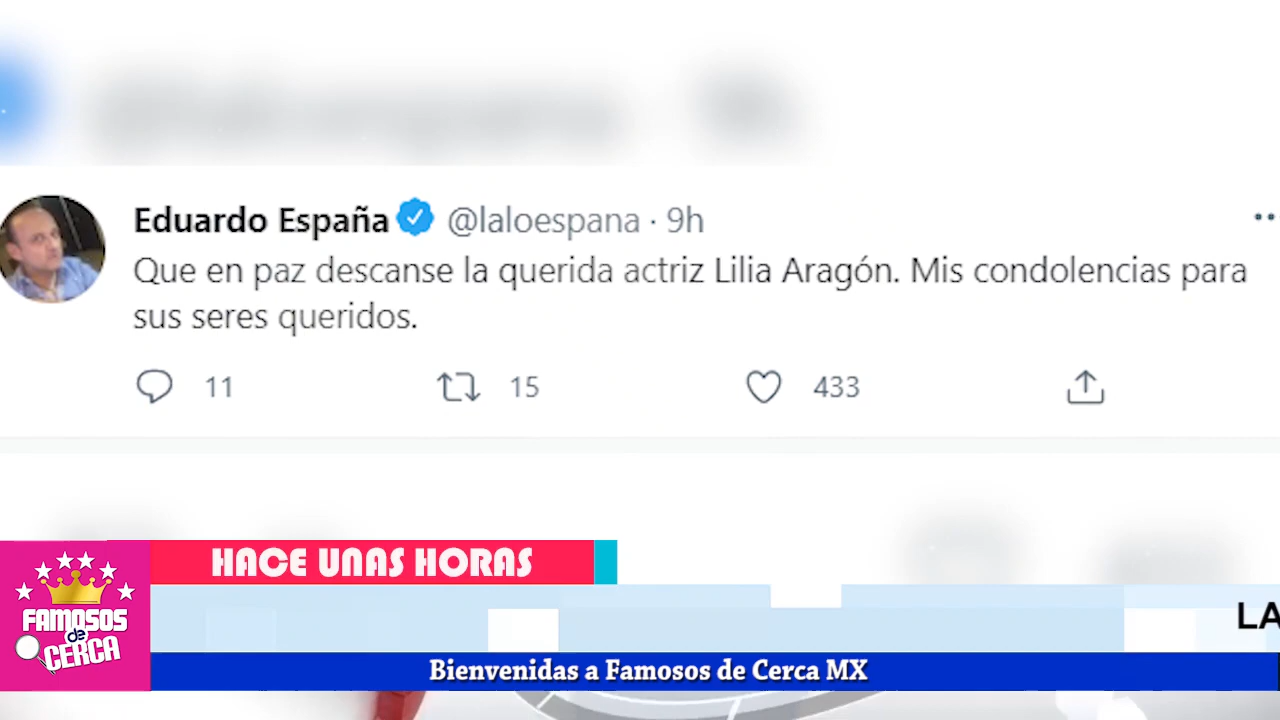 Eduardo España @laloespana · 9h
Que en paz descanse la querida actriz Lilia Aragón. Mis condolencias para
sus seres queridos.
11 15 433
HACE UNAS HORAS
FAMOSOS
de
CERCA
LA
Bienvenidas a Famosos de Cerca MX